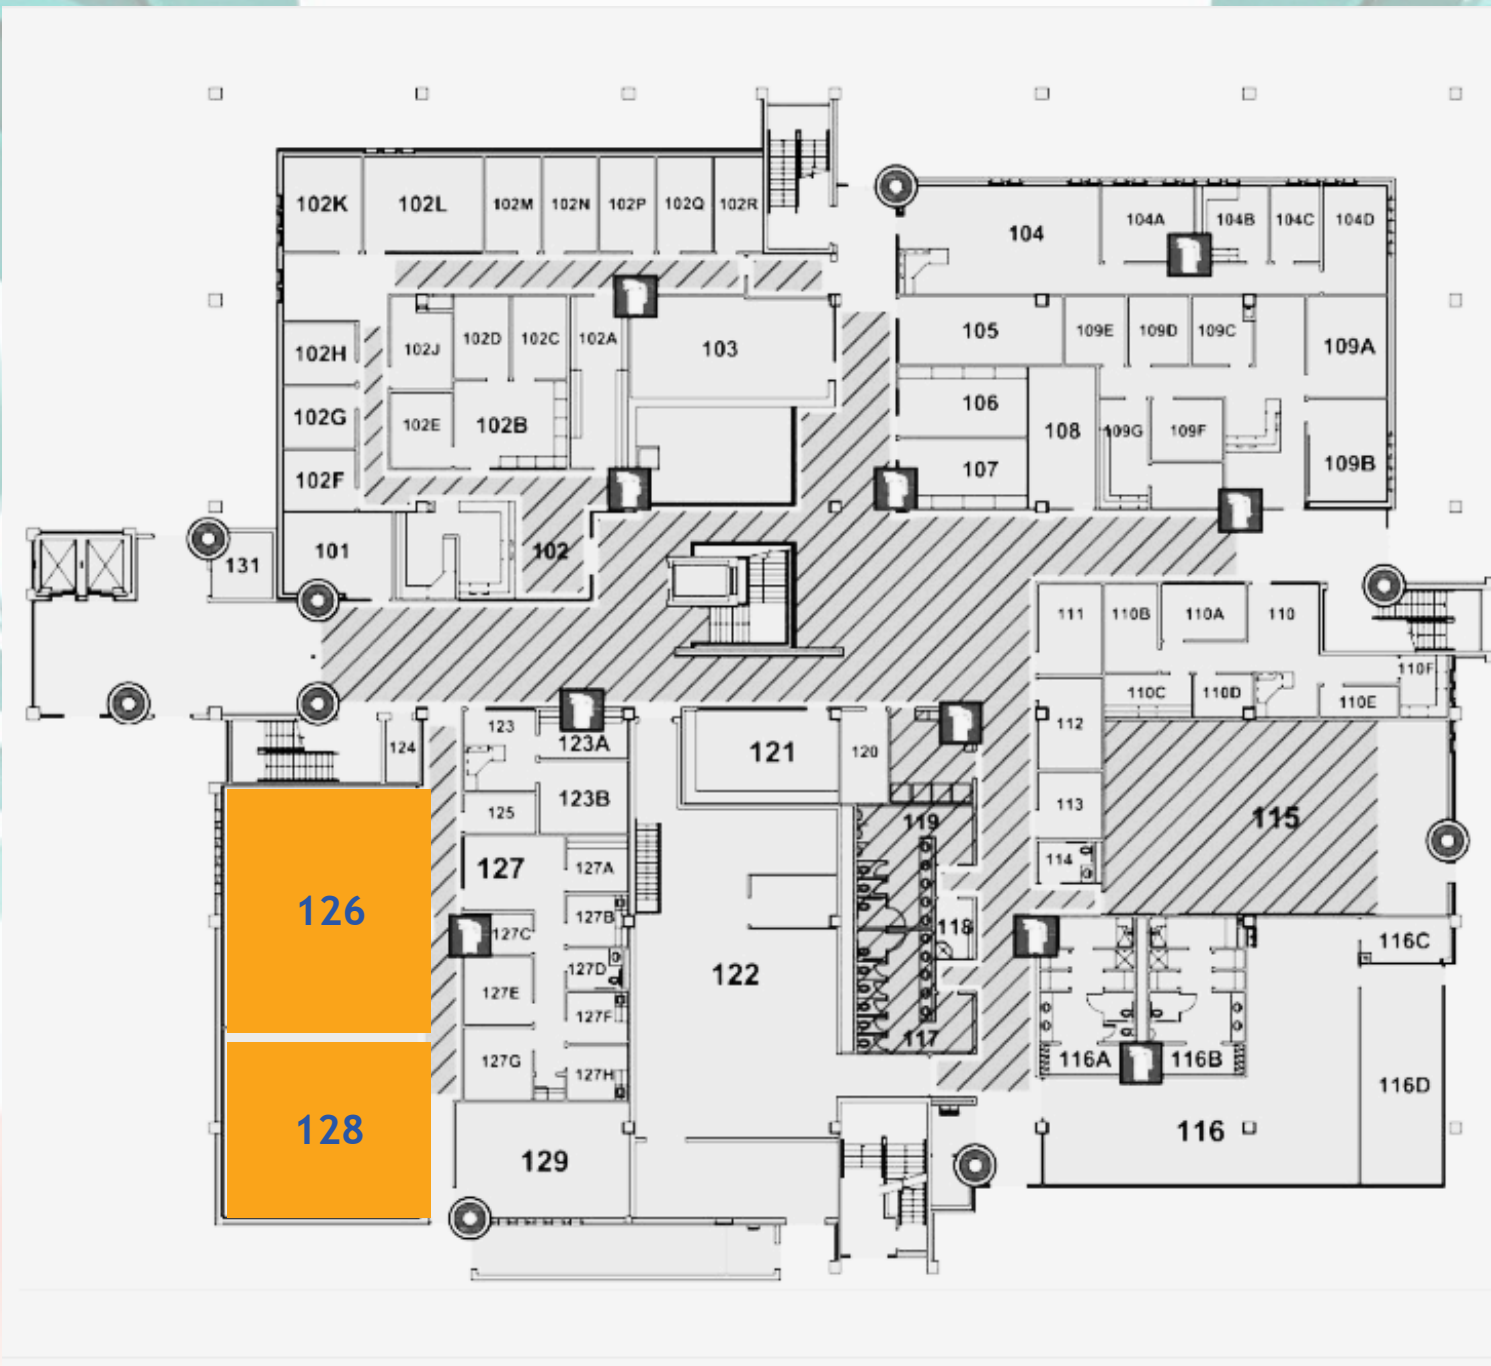 102K 102L 102M 102N 102P 102Q 102R
104 104A 104B 104C 104D
102H 102J 102D 102C 102A 103 105 109E 109D 109C 109A
102G 102E 102B 106 108 109G 109F
102F 107 109B
101 102 131
111 110B 110A 110
110F
110C 110D 110E
123 123A 124 121 120 112
123B 125 113 115
119
127 127A 114
126 127B 118
127C 116C
127D 122
127E
127F 117
127G 127H 116A 116B 116D
128 129 116